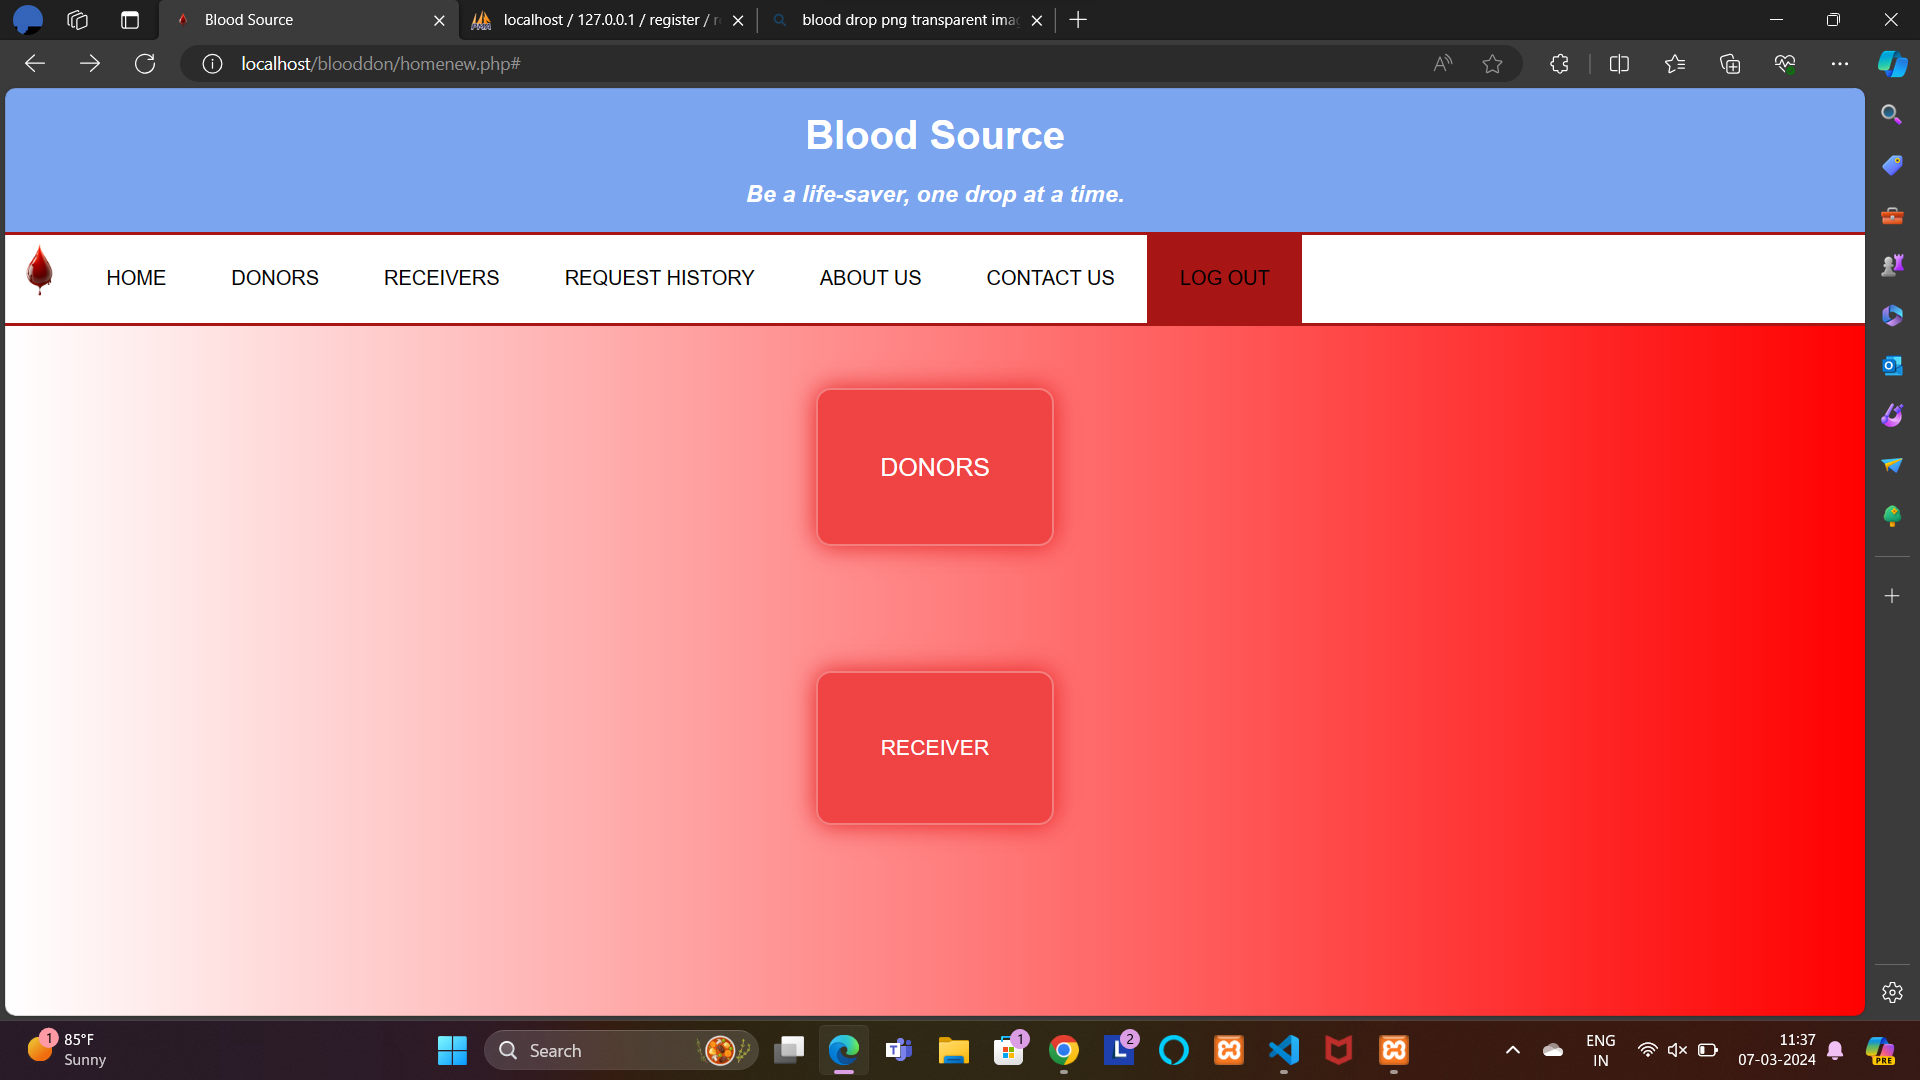 Blood Source
localhost / 127.0.0.1 / register / r
blood drop png transparent ima
localhost/blooddon/homenew.php#
Blood Source
Be a life-saver, one drop at a time.
HOME DONORS RECEIVERS REQUEST HISTORY ABOUT US CONTACT US LOG OUT
DONORS
RECEIVER
1
85°F
Sunny
Search
1
2
ENG
IN
11:37
07-03-2024
PRE